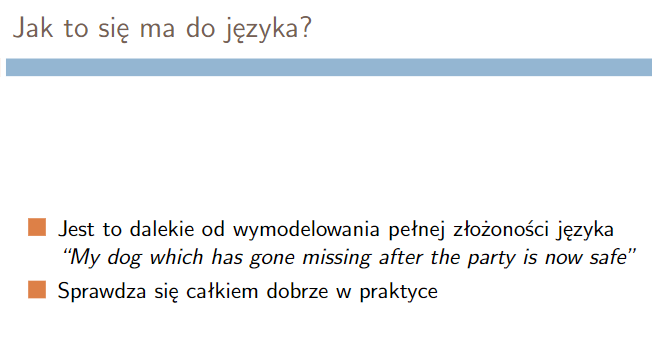 Jak to się ma do języka?
Jest to dalekie od wymodelowania pełnej złożoności języka
“My dog which has gone missing after the party is now safe”
Sprawdza się całkiem dobrze w praktyce